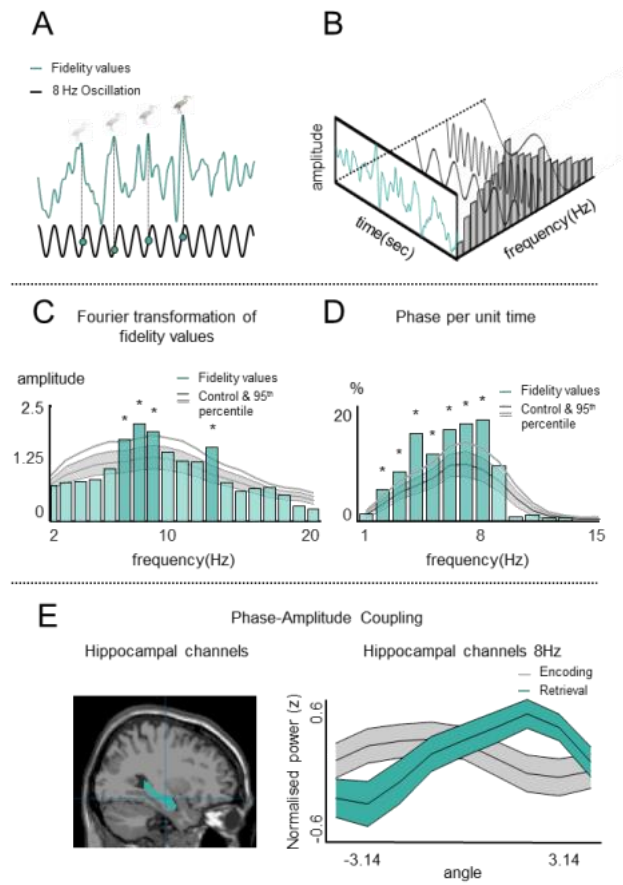 A
Fidelity values
8 Hz Oscillation
B
amplitude
time(sec)
frequency(Hz)
C
Fourier transformation of
fidelity values
amplitude
Fidelity values
Control & 95th
percentile
2.5
1.25
0
* * * *
2 10 20
frequency(Hz)
D
Phase per unit time
%
Fidelity values
Control & 95th
percentile
20
0
* * * * * * *
1 8 15
frequency(Hz)
E
Phase-Amplitude Coupling
Hippocampal channels
Hippocampal channels 8Hz
Encoding
Retrieval
Normalised power (z)
0.6
-0.6
-3.14 3.14
angle